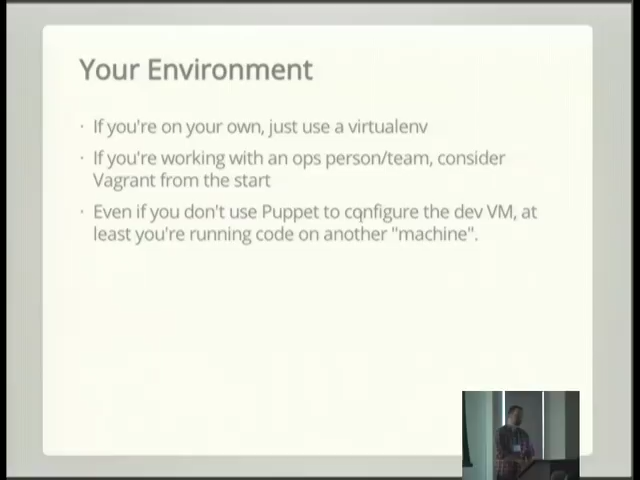 Your Environment
· If you're on your own, just use a virtualenv
· If you're working with an ops person/team, consider
Vagrant from the start
· Even if you don't use Puppet to configure the dev VM, at
least you're running code on another "machine".